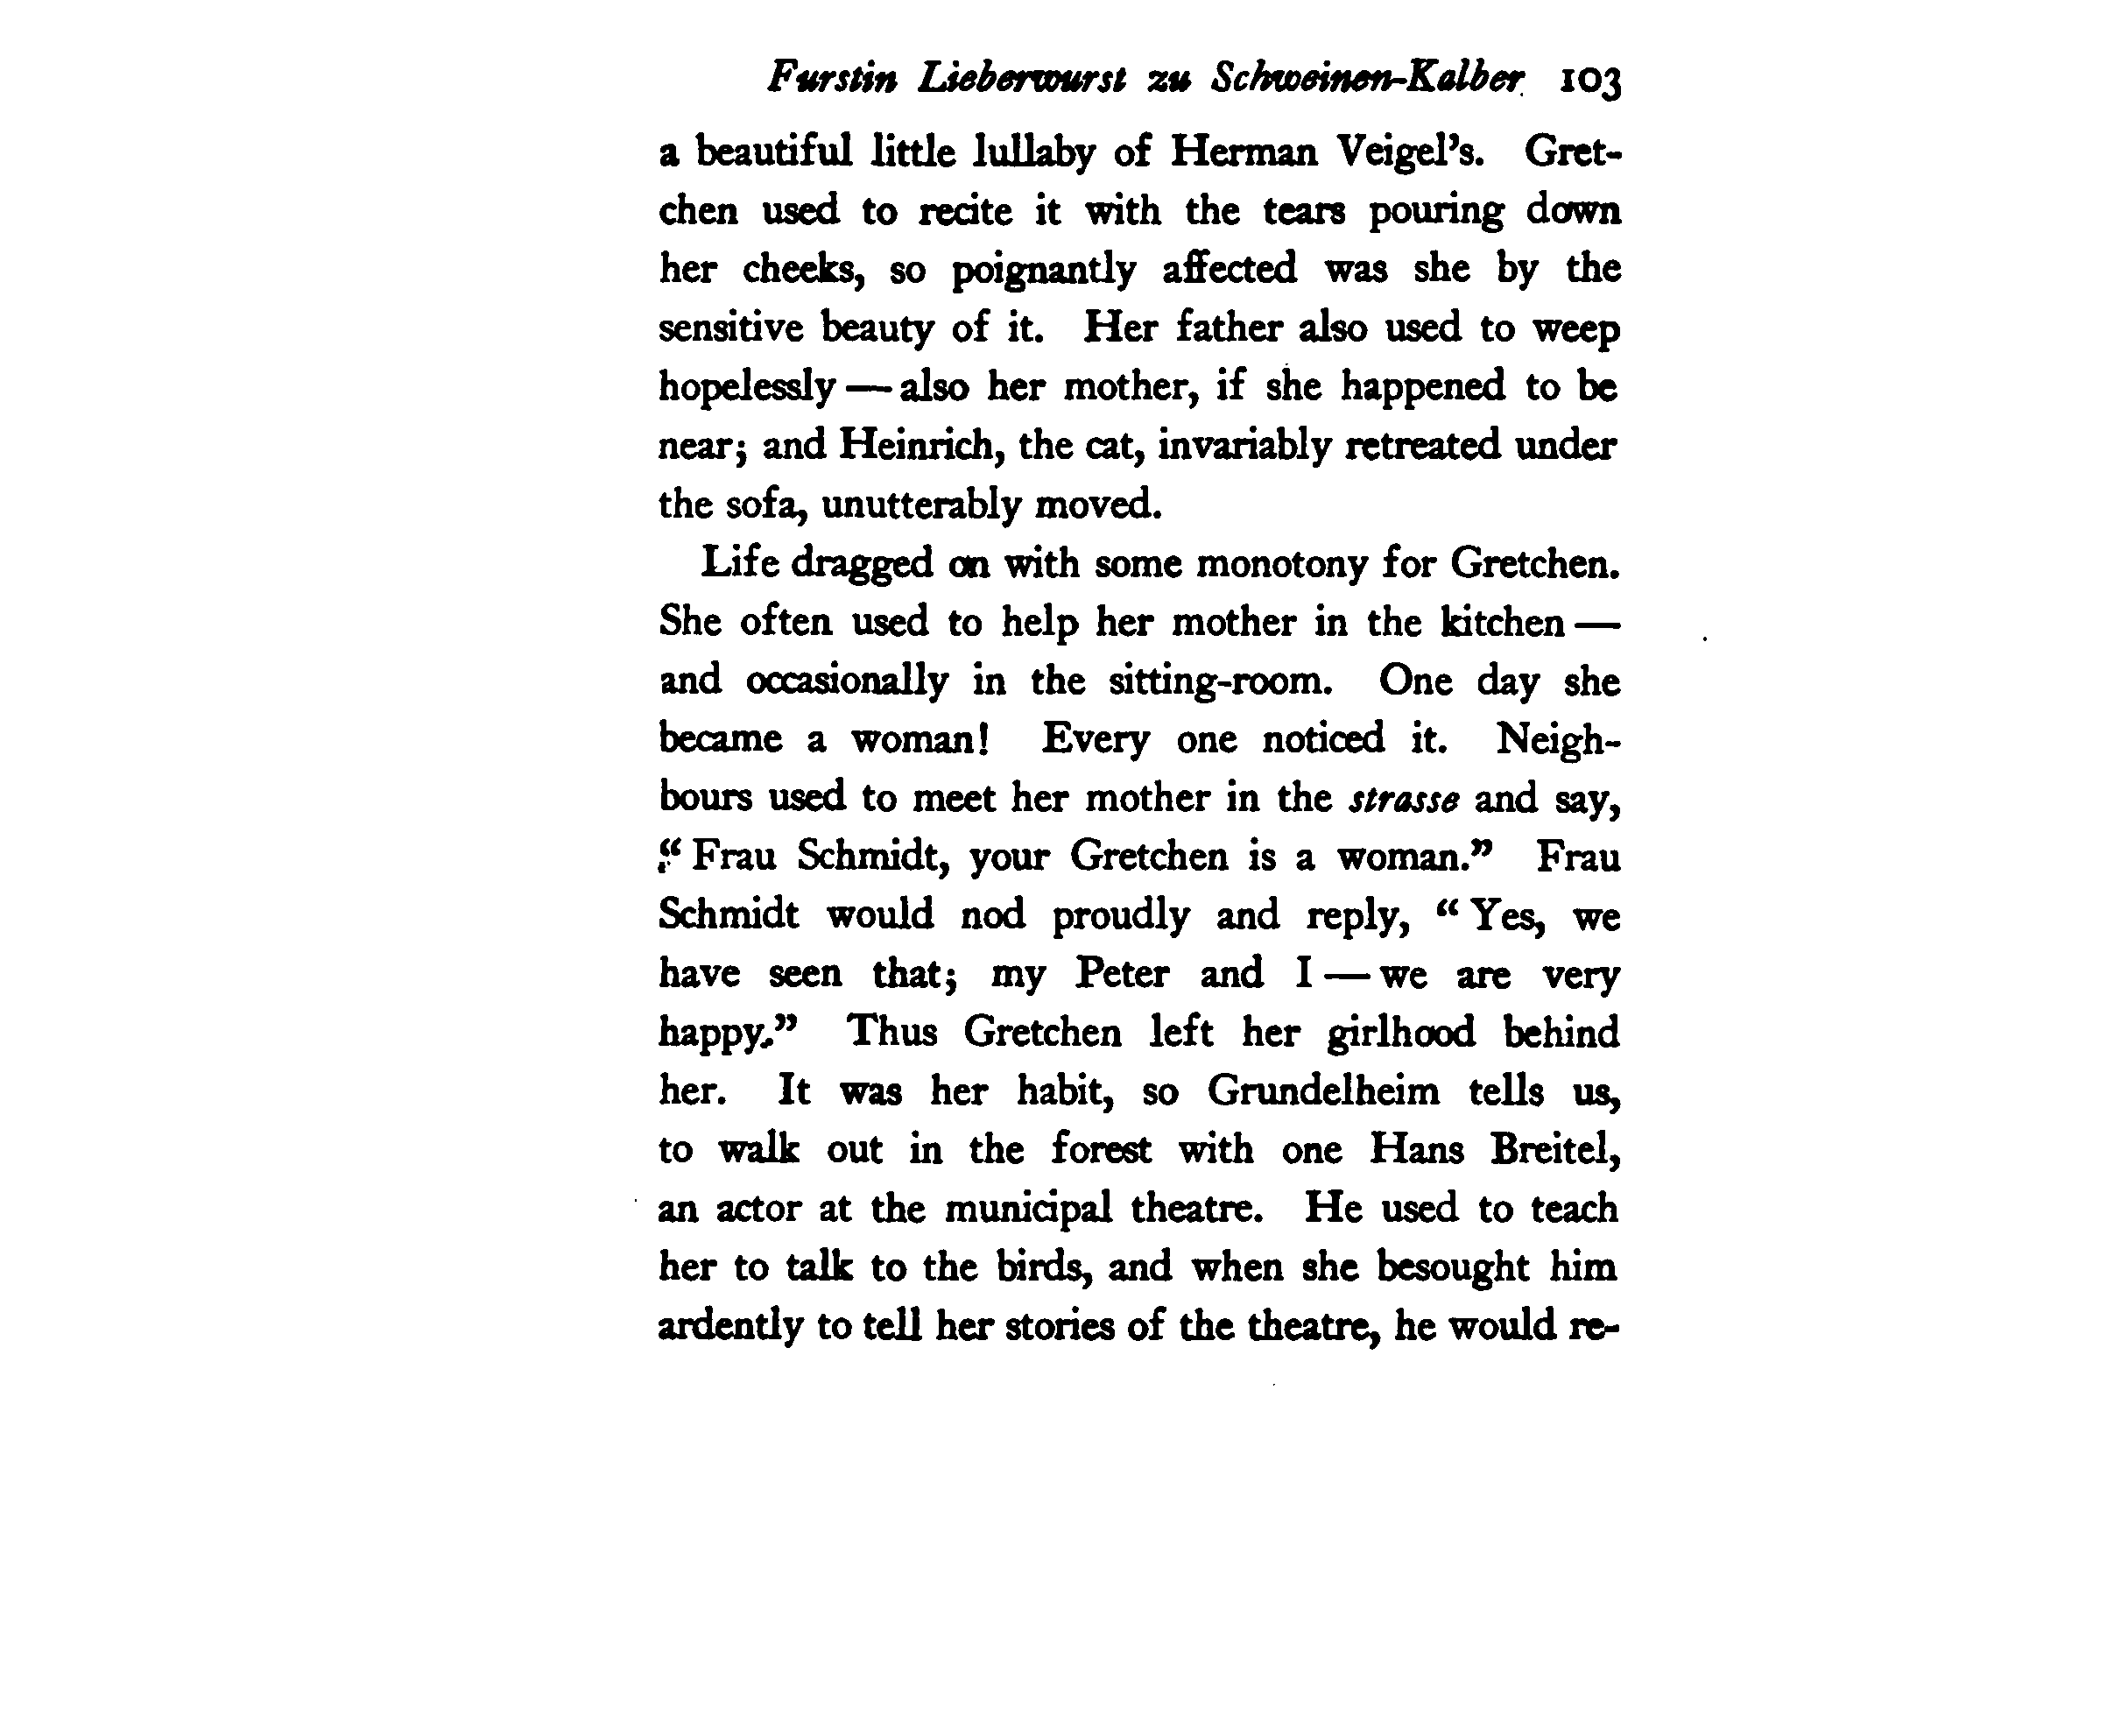 Furstin Lieberwurst zu Schweinen-Kalber 103
a beautiful little lullaby of Herman Veigel's. Gret-
chen used to recite it with the tears pouring down
her cheeks, so poignantly affected was she by the
sensitive beauty of it. Her father also used to weep
hopelessly — also her mother, if she happened to be
near; and Heinrich, the cat, invariably retreated under
the sofa, unutterably moved.
Life dragged on with some monotony for Gretchen.
She often used to help her mother in the kitchen —
and occasionally in the sitting-room. One day she
became a woman! Every one noticed it. Neigh-
bours used to meet her mother in the strasse and say,
“Frau Schmidt, your Gretchen is a woman.” Frau
Schmidt would nod proudly and reply, “Yes, we
have seen that; my Peter and I — we are very
happy.” Thus Gretchen left her girlhood behind
her. It was her habit, so Grundelheim tells us,
to walk out in the forest with one Hans Breitel,
an actor at the municipal theatre. He used to teach
her to talk to the birds, and when she besought him
ardently to tell her stories of the theatre, he would re-